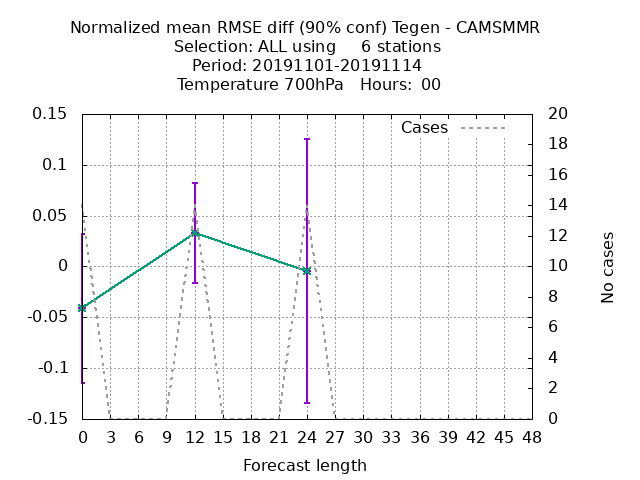 Normalized mean RMSE diff (90% conf) Tegen - CAMSMMR
Selection: ALL using     6 stations
Period: 20191101-20191114
Temperature 700hPa   Hours:  00
Cases
0.15
0.1
0.05
0
-0.05
-0.1
-0.15
20
18
16
14
12
10
8
6
4
2
0
No cases
0 3 6 9 12 15 18 21 24 27 30 33 36 39 42 45 48
Forecast length